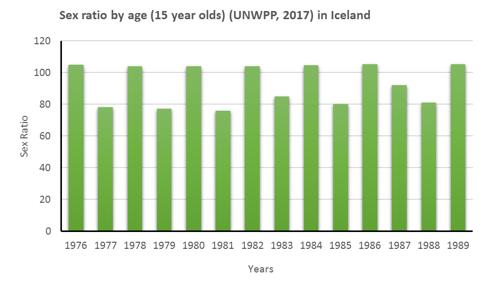 Sex ratio by age (15 year olds) (UNWPP, 2017) in Iceland
120
100
80
60
40
20
0
Sex Ratio
1976 1977 1978 1979 1980 1981 1982 1983 1984 1985 1986 1987 1988 1989
Years